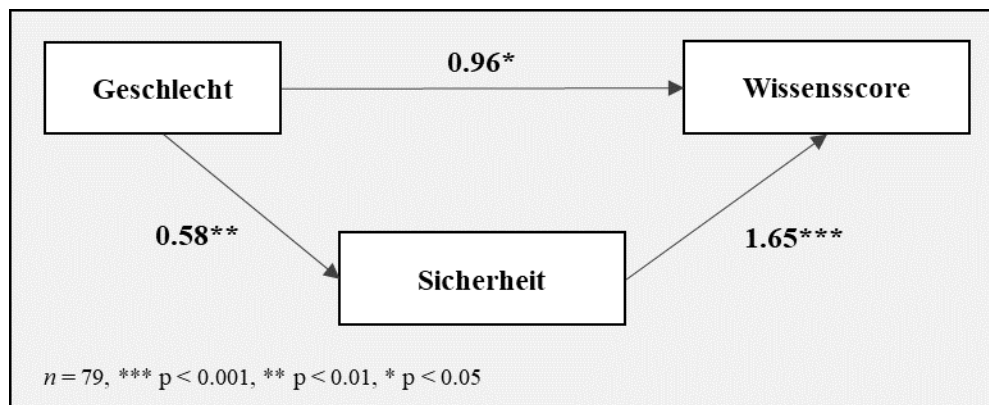 0.96*
Geschlecht
Wissensscore
0.58**
1.65***
Sicherheit
n = 79, *** p < 0.001, ** p < 0.01, * p < 0.05